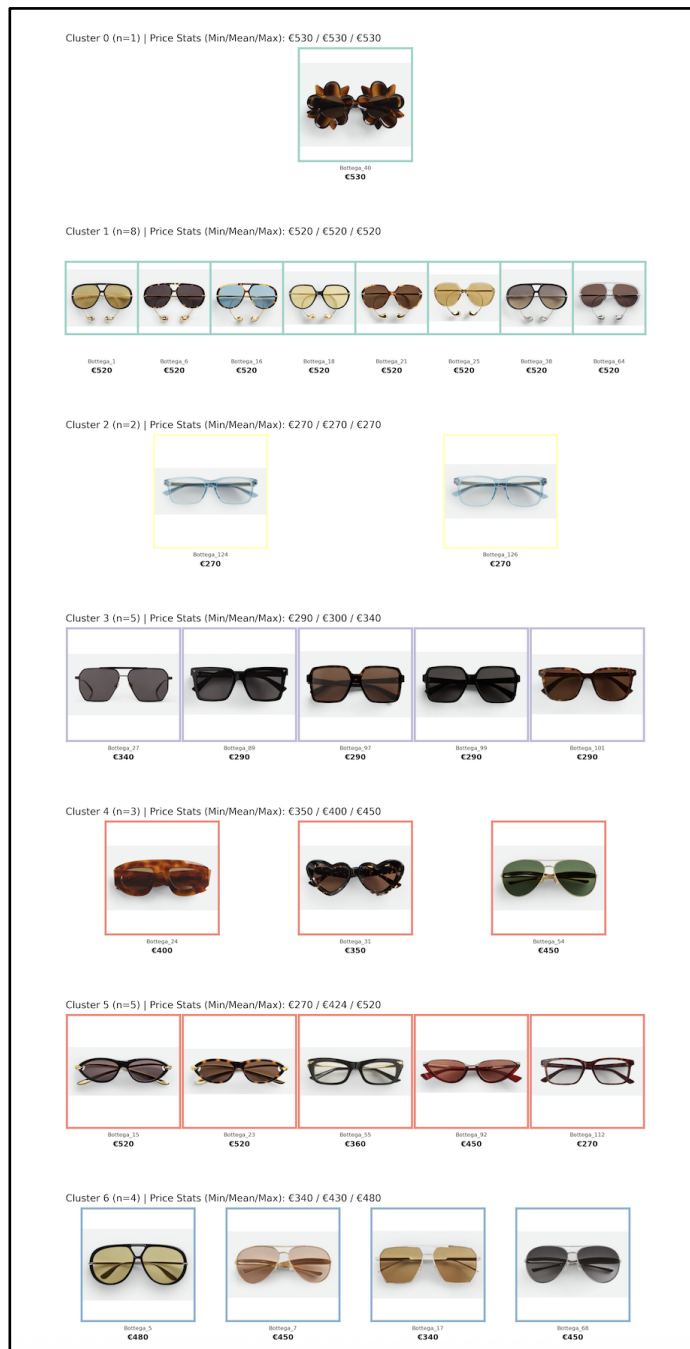 Cluster 0 (n=1) | Price Stats (Min/Mean/Max): €530 / €530 / €530
Bottega_40
€530
Cluster 1 (n=8) | Price Stats (Min/Mean/Max): €520 / €520 / €520
Bottega_1 Bottega_6 Bottega_16 Bottega_18 Bottega_21 Bottega_25 Bottega_38 Bottega_64
€520 €520 €520 €520 €520 €520 €520 €520
Cluster 2 (n=2) | Price Stats (Min/Mean/Max): €270 / €270 / €270
Bottega_124 Bottega_126
€270 €270
Cluster 3 (n=5) | Price Stats (Min/Mean/Max): €290 / €300 / €340
Bottega_27 Bottega_89 Bottega_97 Bottega_99 Bottega_101
€340 €290 €290 €290 €290
Cluster 4 (n=3) | Price Stats (Min/Mean/Max): €350 / €400 / €450
Bottega_24 Bottega_31 Bottega_54
€400 €350 €450
Cluster 5 (n=5) | Price Stats (Min/Mean/Max): €270 / €424 / €520
Bottega_15 Bottega_23 Bottega_55 Bottega_92 Bottega_112
€520 €520 €360 €450 €270
Cluster 6 (n=4) | Price Stats (Min/Mean/Max): €340 / €430 / €480
Bottega_5 Bottega_7 Bottega_17 Bottega_68
€480 €450 €340 €450